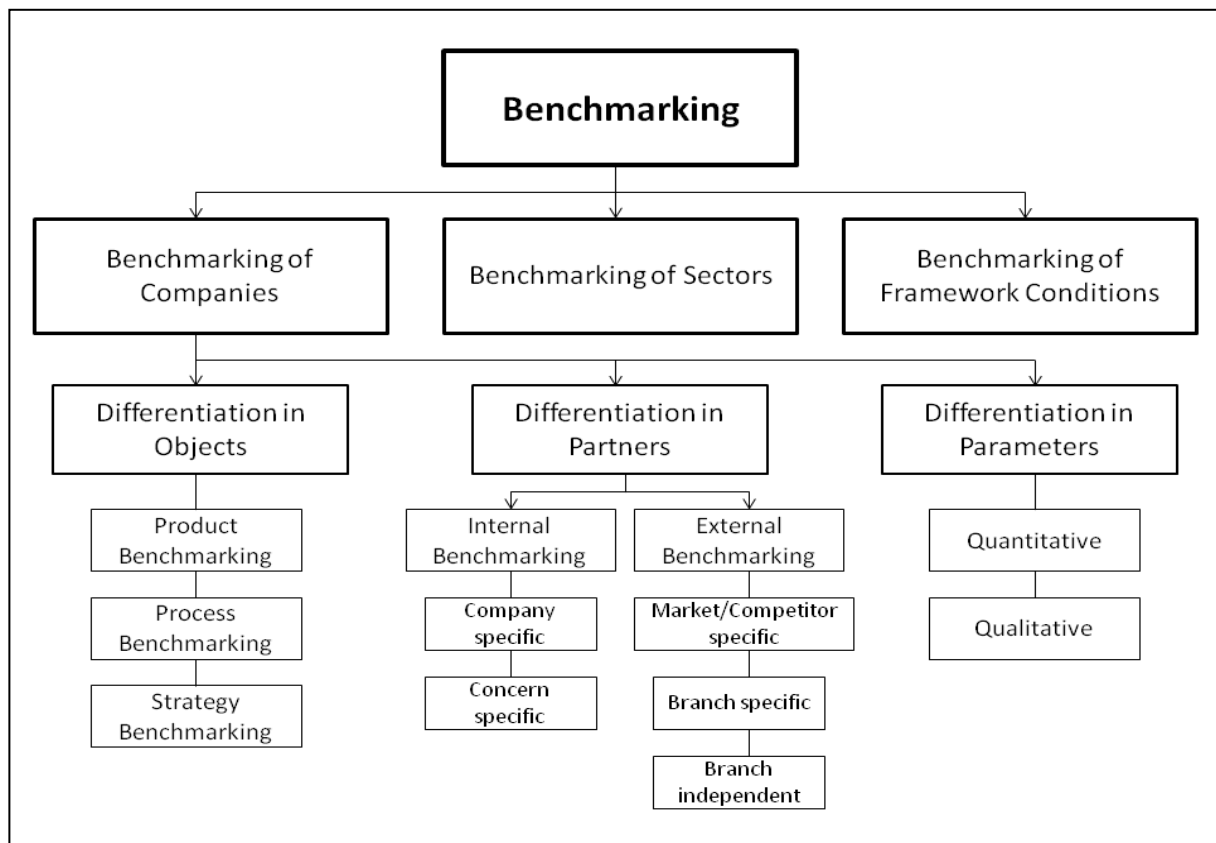 Benchmarking
Benchmarking of
Companies
Benchmarking of Sectors
Benchmarking of
Framework Conditions
Differentiation in
Objects
Differentiation in
Partners
Differentiation in
Parameters
Product
Benchmarking
Process
Benchmarking
Strategy
Benchmarking
Internal
Benchmarking
Company
specific
Concern
specific
External
Benchmarking
Market/Competitor
specific
Branch specific
Branch
independent
Quantitative
Qualitative